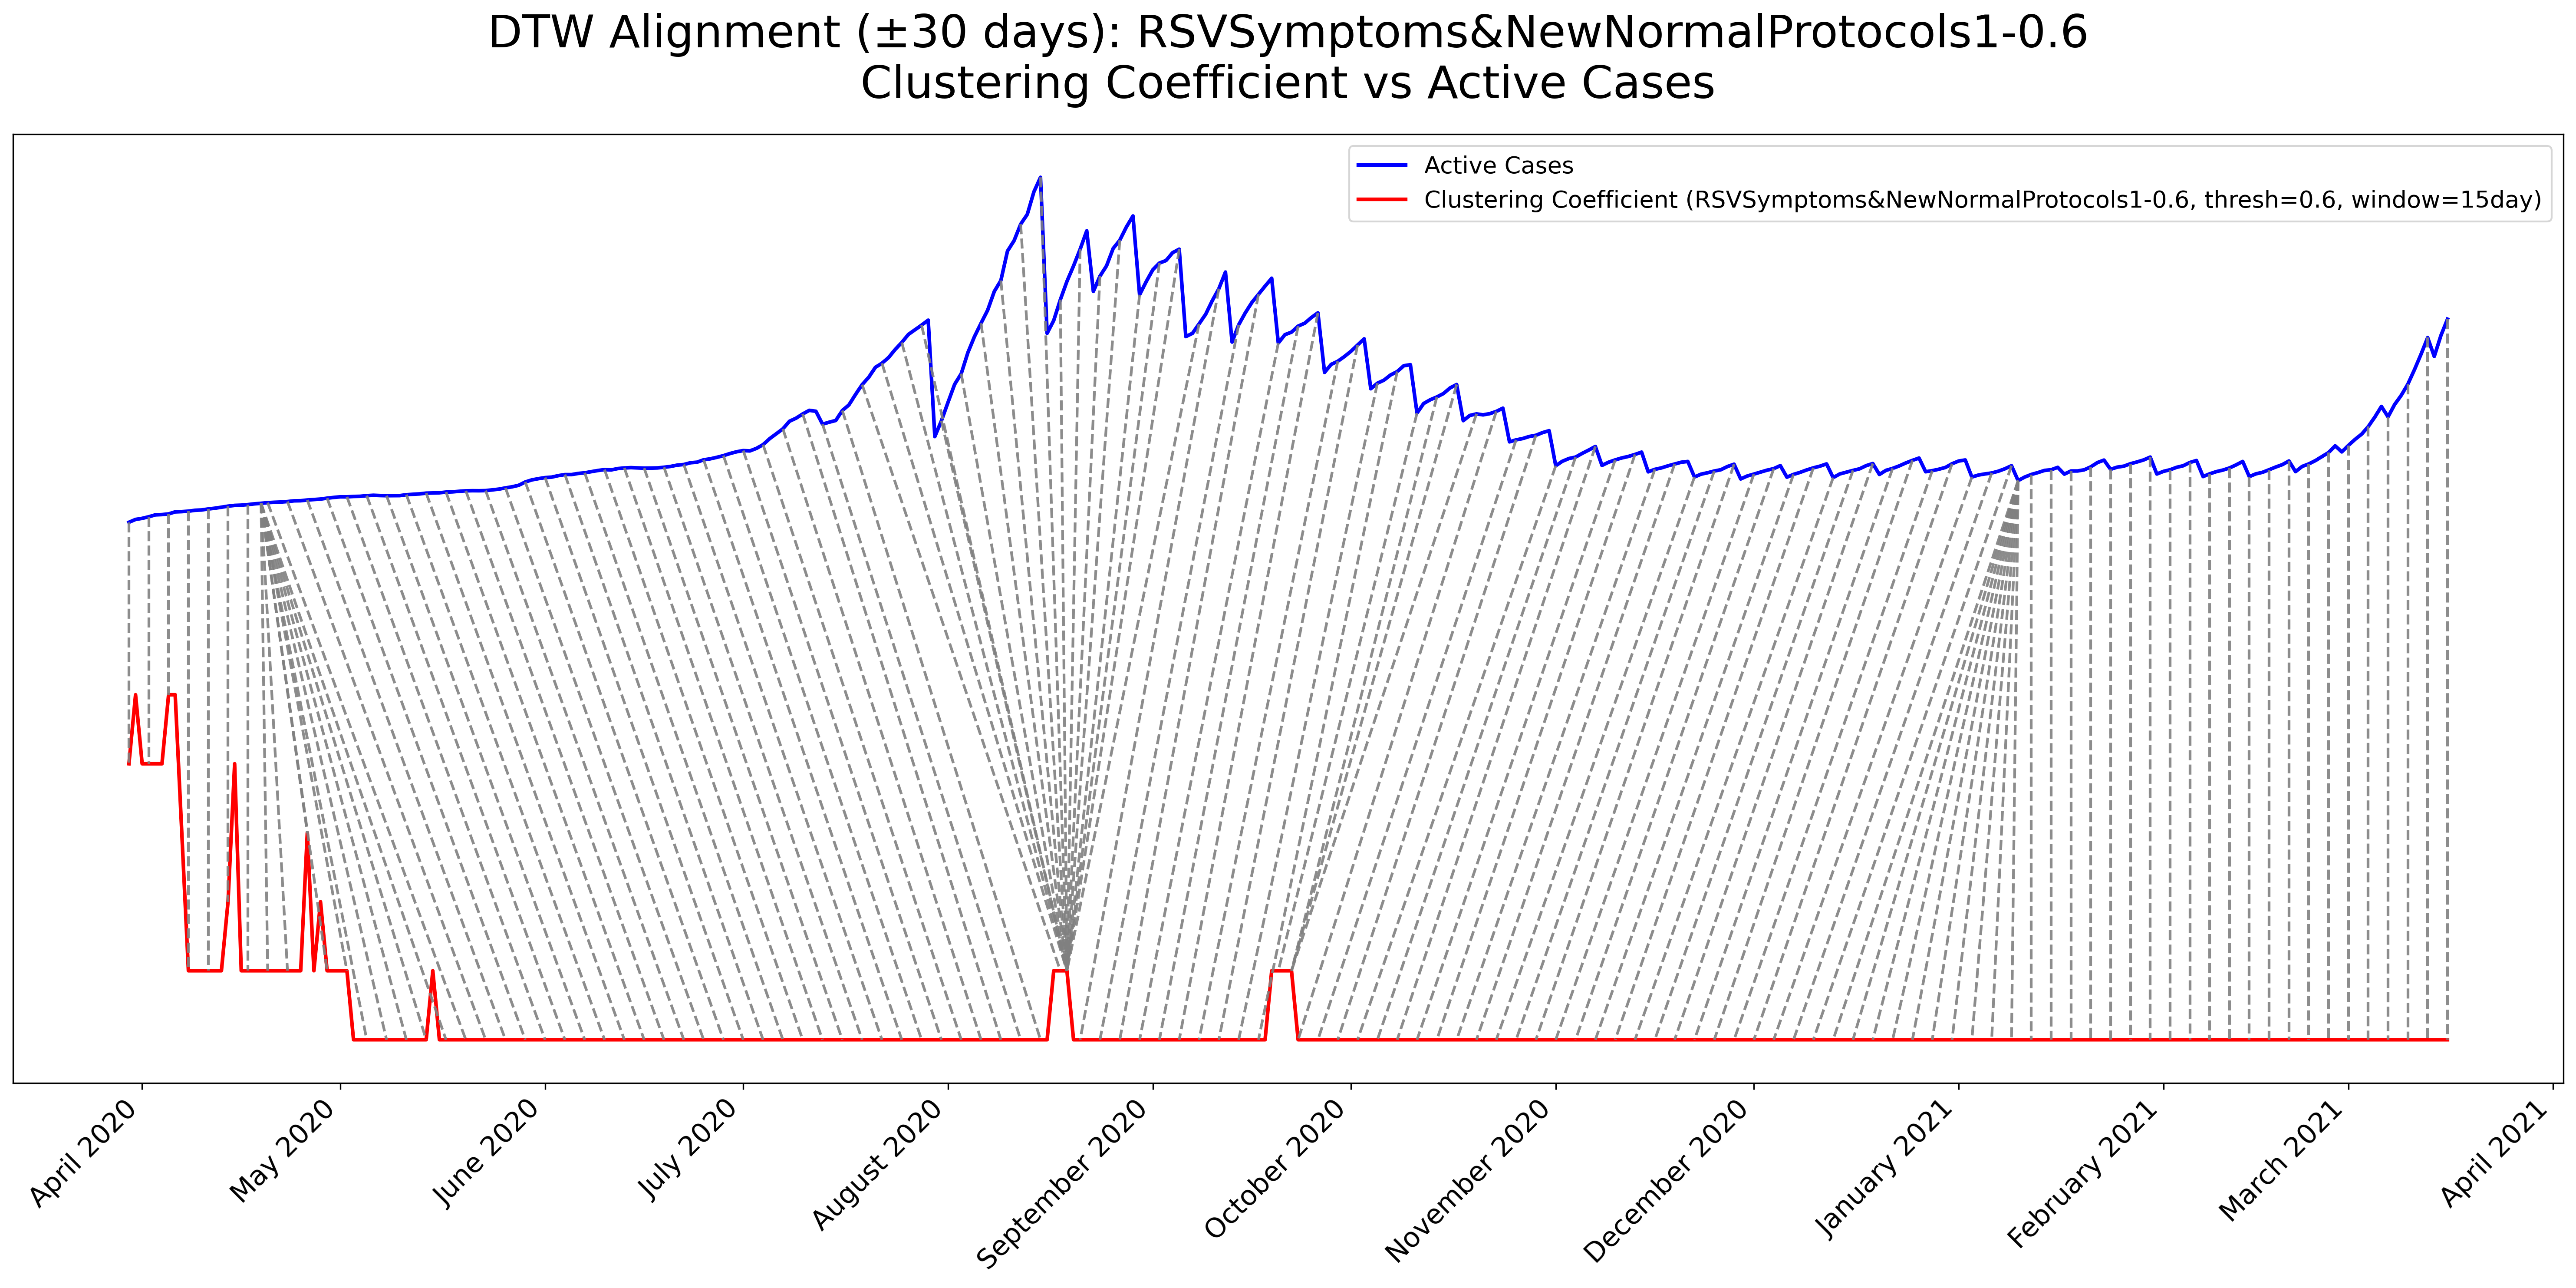 DTW Alignment (±30 days): RSVSymptoms&NewNormalProtocols1-0.6
Clustering Coefficient vs Active Cases
Active Cases
Clustering Coefficient (RSVSymptoms&NewNormalProtocols1-0.6, thresh=0.6, window=15day)
April 2020
May 2020
June 2020
July 2020
August 2020
September 2020
October 2020
November 2020
December 2020
January 2021
February 2021
March 2021
April 2021